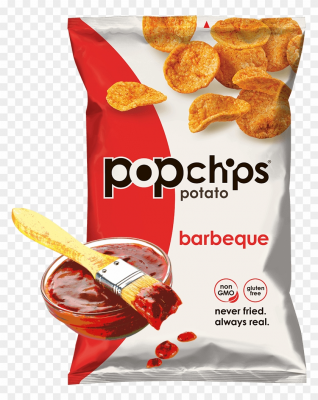 popchips®
potato
barbeque
non
GMO
gluten
free
never fried.
always real.